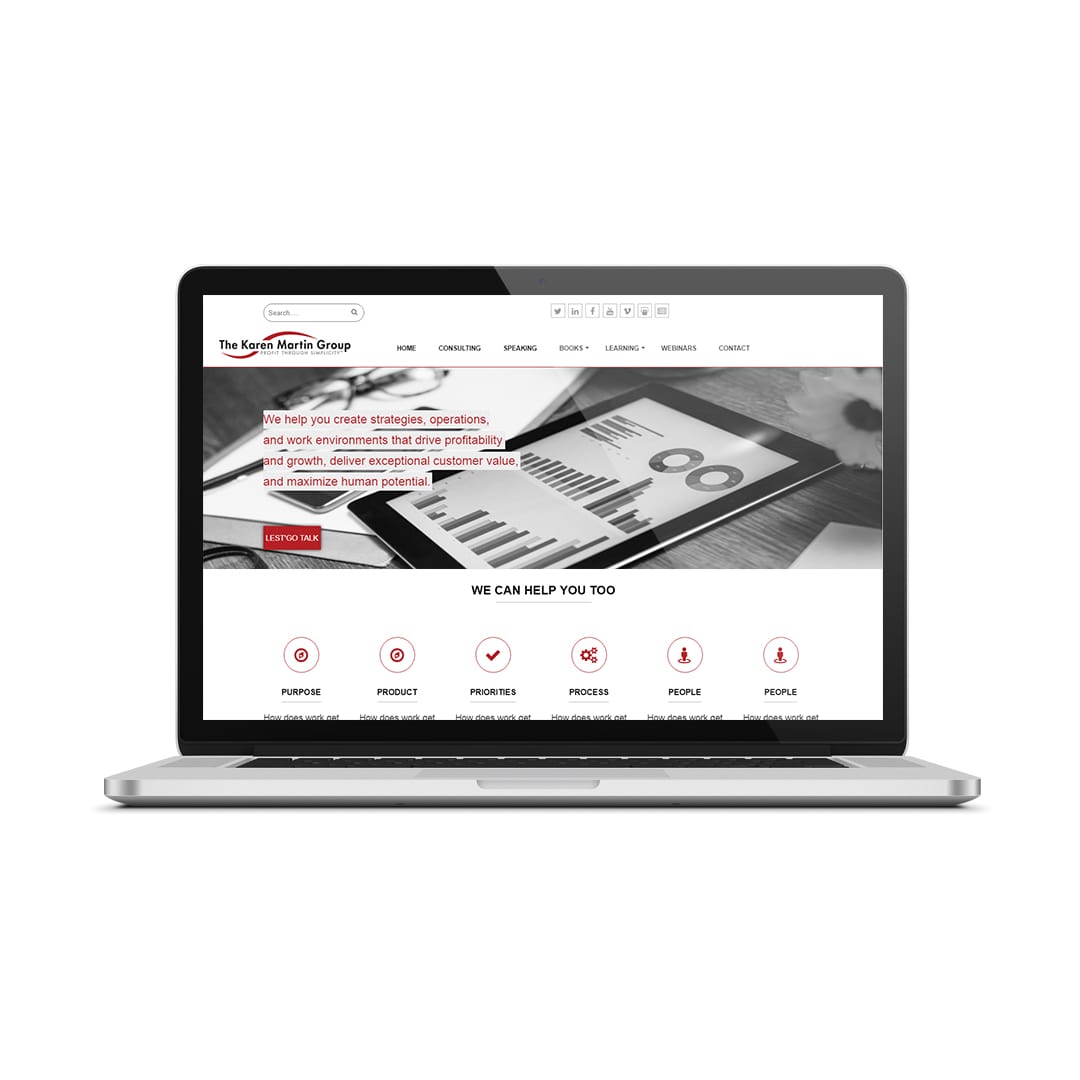 Search.....
The Karen Martin Group
PROFIT THROUGH SIMPLICITY
HOME CONSULTING SPEAKING BOOKS LEARNING WEBINARS CONTACT
We help you create strategies, operations,
and work environments that drive profitability
and growth, deliver exceptional customer value,
and maximize human potential.
LEST'GO TALK
WE CAN HELP YOU TOO
PURPOSE PRODUCT PRIORITIES PROCESS PEOPLE PEOPLE
How does work get How does work get How does work get How does work get How does work get How does work get